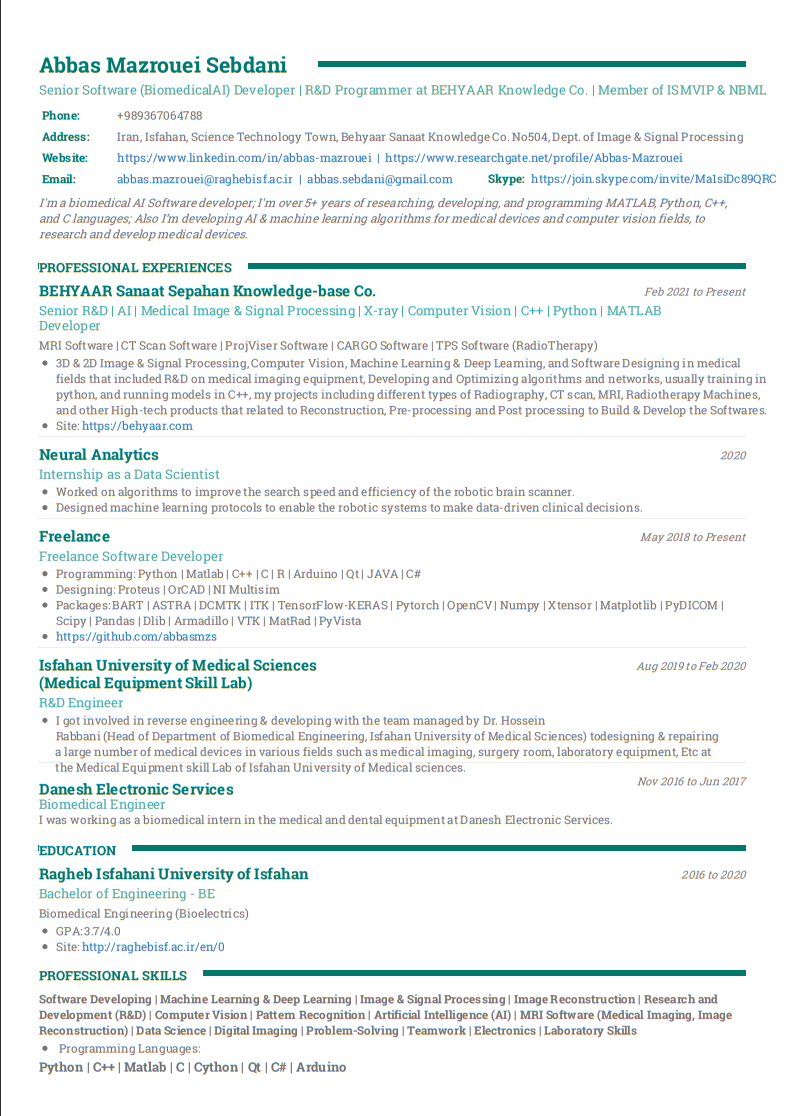 Abbas Mazrouei Sebdani
Senior Software (BiomedicalAI) Developer | R&D Programmer at BEHYAAR Knowledge Co. | Member of ISMVIP & NBML
Phone: +989367064788
Address: Iran, Isfahan, Science Technology Town, Behyaar Sanaat Knowledge Co. No504, Dept. of Image & Signal Processing
Website: https://www.linkedin.com/in/abbas-mazrouei | https://www.researchgate.net/profile/Abbas-Mazrouei
Email: abbas.mazrouei@raghebisf.ac.ir | abbas.sebdani@gmail.com Skype: https://join.skype.com/invite/Ma1siDc89QRC
I'm a biomedical AI Software developer; I'm over 5+ years of researching, developing, and programming MATLAB, Python, C++,
and C languages; Also I'm developing AI & machine learning algorithms for medical devices and computer vision fields, to
research and develop medical devices.
PROFESSIONAL EXPERIENCES
BEHYAAR Sanaat Sepahan Knowledge-base Co. Feb 2021 to Present
Senior R&D | AI | Medical Image & Signal Processing | X-ray | Computer Vision | C++ | Python | MATLAB
Developer
MRI Software | CT Scan Software | ProjViser Software | CARGO Software | TPS Software (RadioTherapy)
• 3D & 2D Image & Signal Processing, Computer Vision, Machine Learning & Deep Learning, and Software Designing in medical
fields that included R&D on medical imaging equipment, Developing and Optimizing algorithms and networks, usually training in
python, and running models in C++, my projects including different types of Radiography, CT scan, MRI, Radiotherapy Machines,
and other High-tech products that related to Reconstruction, Pre-processing and Post processing to Build & Develop the Softwares.
• Site: https://behyaar.com
Neural Analytics 2020
Internship as a Data Scientist
• Worked on algorithms to improve the search speed and efficiency of the robotic brain scanner.
• Designed machine learning protocols to enable the robotic systems to make data-driven clinical decisions.
Freelance May 2018 to Present
Freelance Software Developer
• Programming: Python | Matlab | C++ | C | R | Arduino | Qt | JAVA | C#
• Designing: Proteus | OrCAD | NI Multisim
• Packages: BART | ASTRA | DCMTK | ITK | TensorFlow-KERAS | Pytorch | OpenCV | Numpy | Xtensor | Matplotlib | PyDICOM |
Scipy | Pandas | Dlib | Armadillo | VTK | MatRad | PyVista
• https://github.com/abbasmzs
Isfahan University of Medical Sciences Aug 2019 to Feb 2020
(Medical Equipment Skill Lab)
R&D Engineer
• I got involved in reverse engineering & developing with the team managed by Dr. Hossein
Rabbani (Head of Department of Biomedical Engineering, Isfahan University of Medical Sciences) todesigning & repairing
a large number of medical devices in various fields such as medical imaging, surgery room, laboratory equipment, Etc at
the Medical Equipment skill Lab of Isfahan University of Medical sciences.
Danesh Electronic Services Nov 2016 to Jun 2017
Biomedical Engineer
I was working as a biomedical intern in the medical and dental equipment at Danesh Electronic Services.
EDUCATION
Ragheb Isfahani University of Isfahan 2016 to 2020
Bachelor of Engineering - BE
Biomedical Engineering (Bioelectrics)
• GPA: 3.7/4.0
• Site: http://raghebisf.ac.ir/en/0
PROFESSIONAL SKILLS
Software Developing | Machine Learning & Deep Learning | Image & Signal Processing | Image Reconstruction | Research and
Development (R&D) | Computer Vision | Pattern Recognition | Artificial Intelligence (AI) | MRI Software (Medical Imaging, Image
Reconstruction) | Data Science | Digital Imaging | Problem-Solving | Teamwork | Electronics | Laboratory Skills
• Programming Languages:
Python | C++ | Matlab | C | Cython | Qt | C# | Arduino